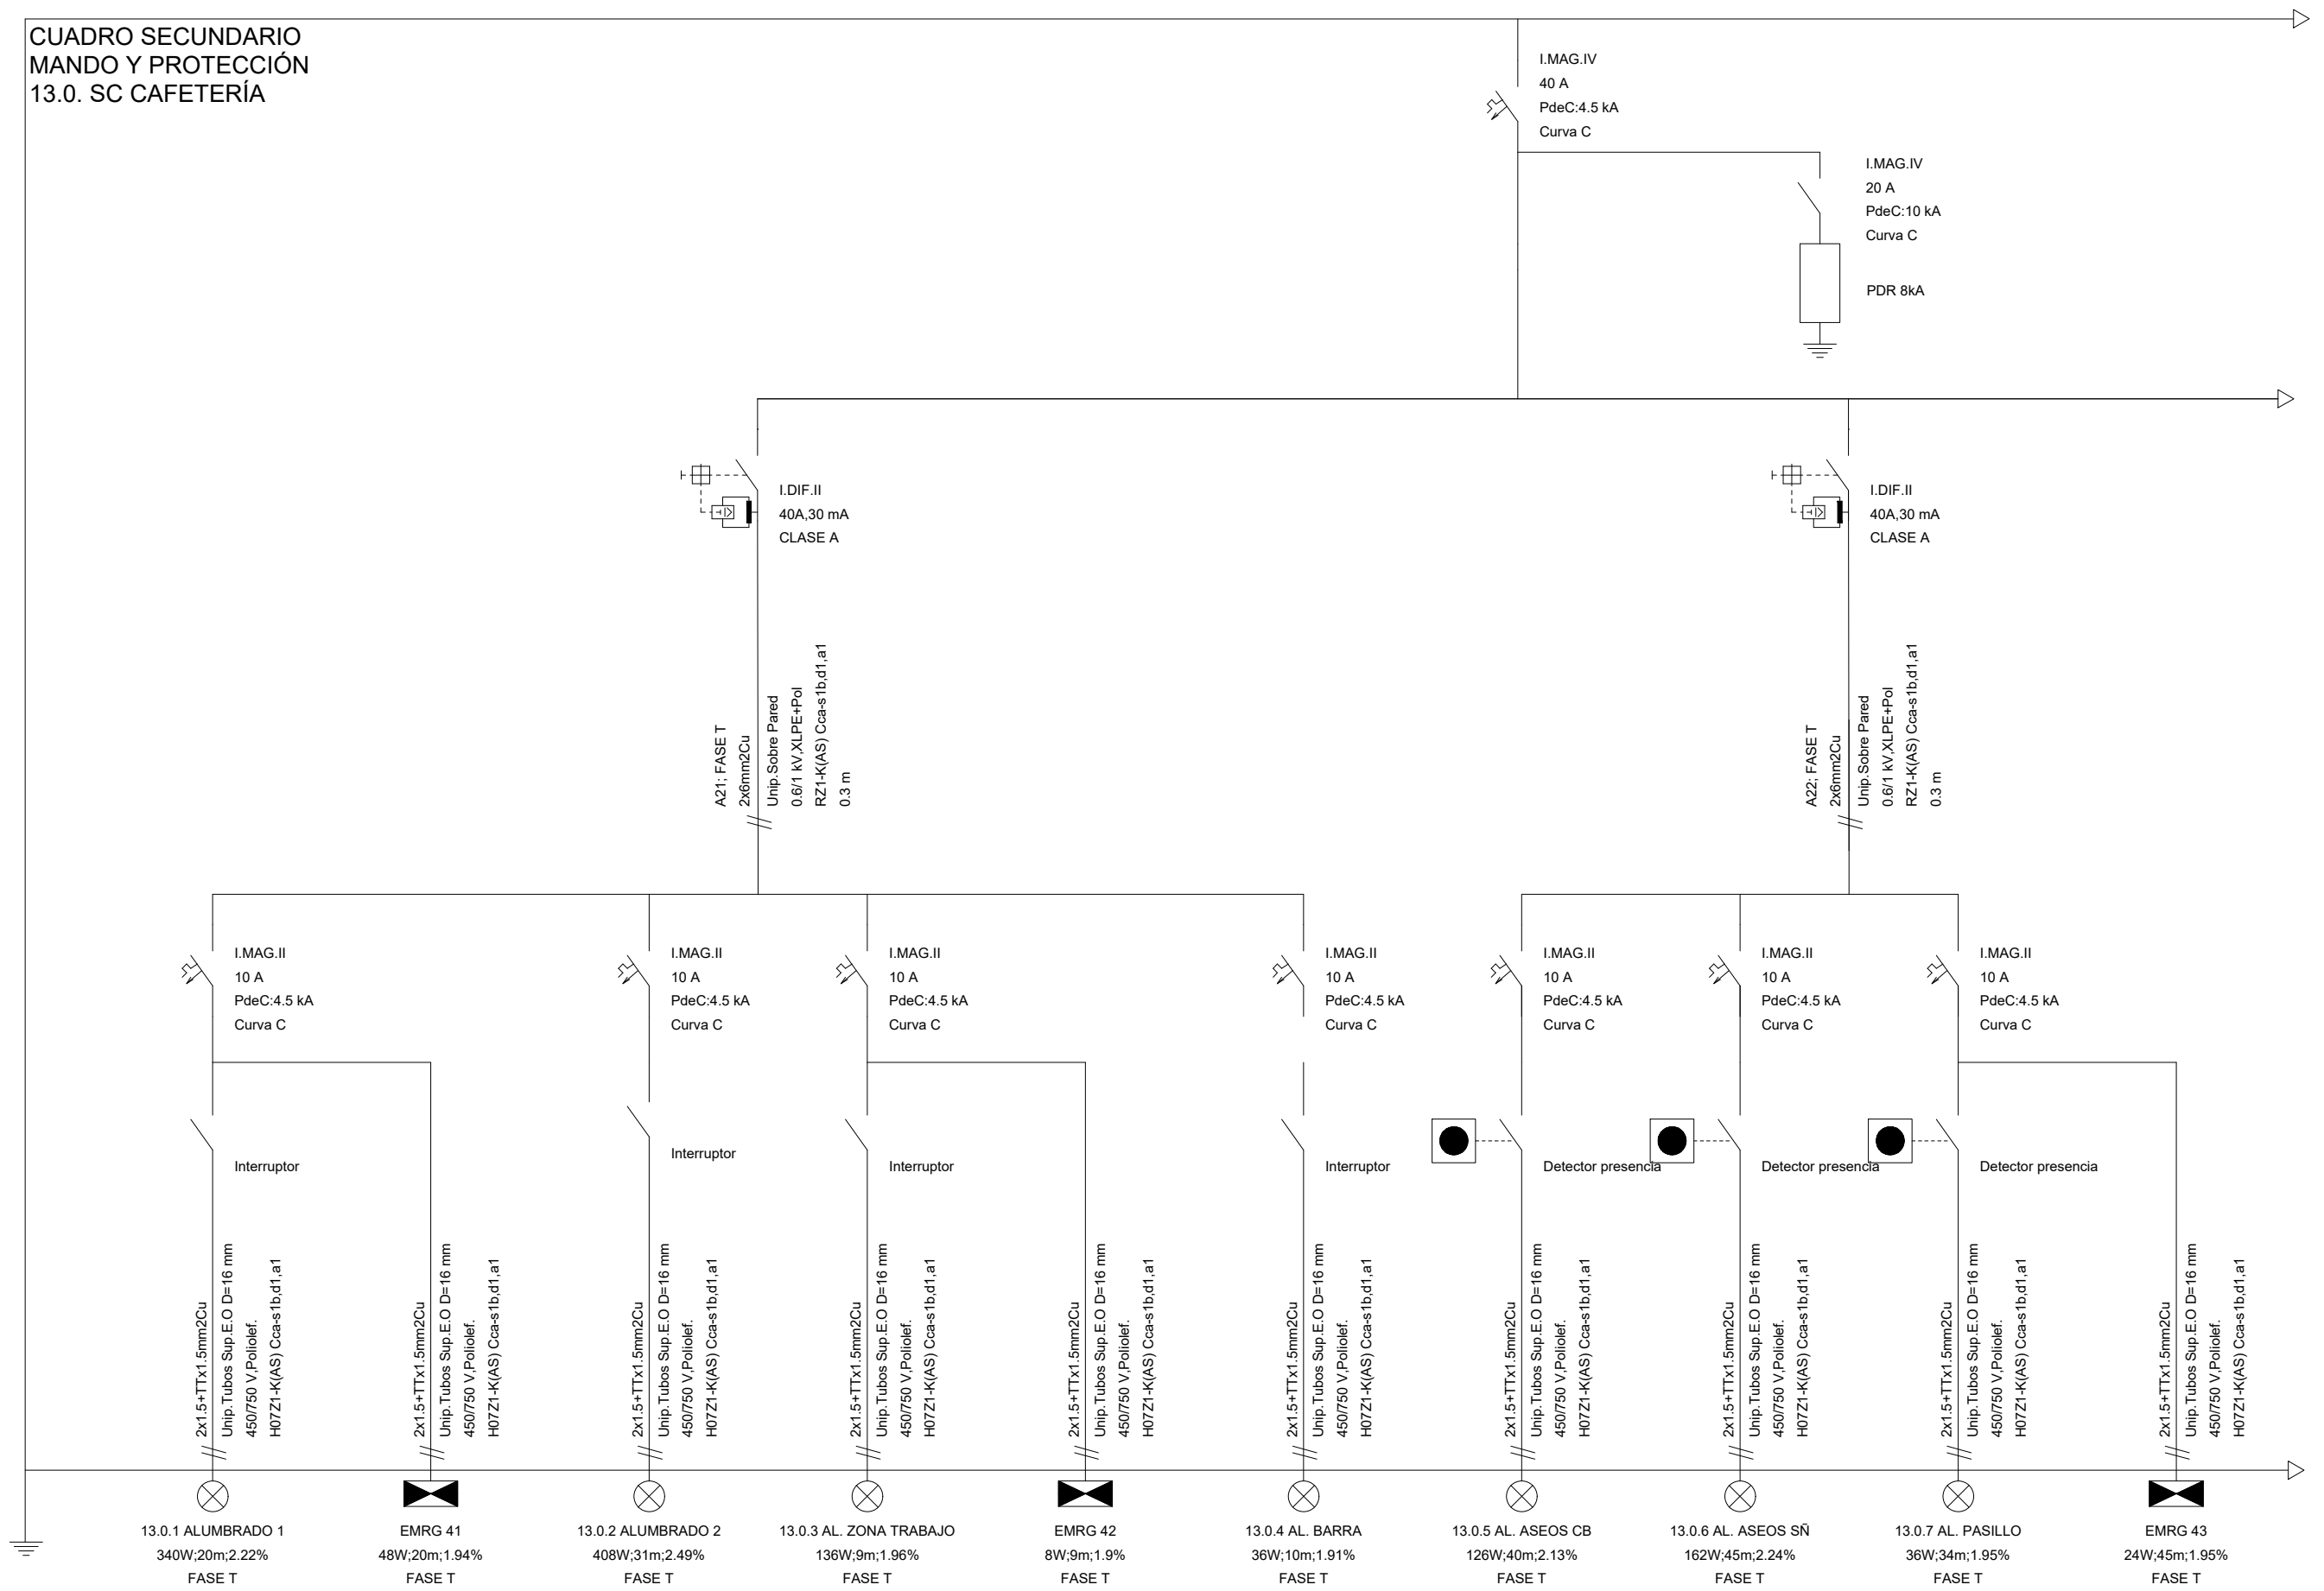 CUADRO SECUNDARIO
MANDO Y PROTECCIÓN
13.0. SC CAFETERÍA
I.MAG.IV
40 A
PdeC:4.5 kA
Curva C
I.MAG.IV
20 A
PdeC:10 kA
Curva C
PDR 8kA
I.DIF.II
40A,30 mA
CLASE A
I.DIF.II
40A,30 mA
CLASE A
A21; FASE T
2x6mm2Cu
Unip.Sobre Pared
0.6/1 kV,XLPE+Pol
RZ1-K(AS) Cca-s1b,d1,a1
0.3 m
A22; FASE T
2x6mm2Cu
Unip.Sobre Pared
0.6/1 kV,XLPE+Pol
RZ1-K(AS) Cca-s1b,d1,a1
0.3 m
I.MAG.II
10 A
PdeC:4.5 kA
Curva C
I.MAG.II
10 A
PdeC:4.5 kA
Curva C
I.MAG.II
10 A
PdeC:4.5 kA
Curva C
I.MAG.II
10 A
PdeC:4.5 kA
Curva C
I.MAG.II
10 A
PdeC:4.5 kA
Curva C
I.MAG.II
10 A
PdeC:4.5 kA
Curva C
I.MAG.II
10 A
PdeC:4.5 kA
Curva C
Interruptor
Interruptor
Interruptor
Interruptor
Detector presencia
Detector presencia
Detector presencia
2x1.5+TTx1.5mm2Cu
Unip.Tubos Sup.E.O D=16 mm
450/750 V,Poliolef.
H07Z1-K(AS) Cca-s1b,d1,a1
2x1.5+TTx1.5mm2Cu
Unip.Tubos Sup.E.O D=16 mm
450/750 V,Poliolef.
H07Z1-K(AS) Cca-s1b,d1,a1
2x1.5+TTx1.5mm2Cu
Unip.Tubos Sup.E.O D=16 mm
450/750 V,Poliolef.
H07Z1-K(AS) Cca-s1b,d1,a1
2x1.5+TTx1.5mm2Cu
Unip.Tubos Sup.E.O D=16 mm
450/750 V,Poliolef.
H07Z1-K(AS) Cca-s1b,d1,a1
2x1.5+TTx1.5mm2Cu
Unip.Tubos Sup.E.O D=16 mm
450/750 V,Poliolef.
H07Z1-K(AS) Cca-s1b,d1,a1
2x1.5+TTx1.5mm2Cu
Unip.Tubos Sup.E.O D=16 mm
450/750 V,Poliolef.
H07Z1-K(AS) Cca-s1b,d1,a1
2x1.5+TTx1.5mm2Cu
Unip.Tubos Sup.E.O D=16 mm
450/750 V,Poliolef.
H07Z1-K(AS) Cca-s1b,d1,a1
2x1.5+TTx1.5mm2Cu
Unip.Tubos Sup.E.O D=16 mm
450/750 V,Poliolef.
H07Z1-K(AS) Cca-s1b,d1,a1
2x1.5+TTx1.5mm2Cu
Unip.Tubos Sup.E.O D=16 mm
450/750 V,Poliolef.
H07Z1-K(AS) Cca-s1b,d1,a1
2x1.5+TTx1.5mm2Cu
Unip.Tubos Sup.E.O D=16 mm
450/750 V,Poliolef.
H07Z1-K(AS) Cca-s1b,d1,a1
13.0.1 ALUMBRADO 1
340W;20m;2.22%
FASE T
EMRG 41
48W;20m;1.94%
FASE T
13.0.2 ALUMBRADO 2
408W;31m;2.49%
FASE T
13.0.3 AL. ZONA TRABAJO
136W;9m;1.96%
FASE T
EMRG 42
8W;9m;1.9%
FASE T
13.0.4 AL. BARRA
36W;10m;1.91%
FASE T
13.0.5 AL. ASEOS CB
126W;40m;2.13%
FASE T
13.0.6 AL. ASEOS SÑ
162W;45m;2.24%
FASE T
13.0.7 AL. PASILLO
36W;34m;1.95%
FASE T
EMRG 43
24W;45m;1.95%
FASE T